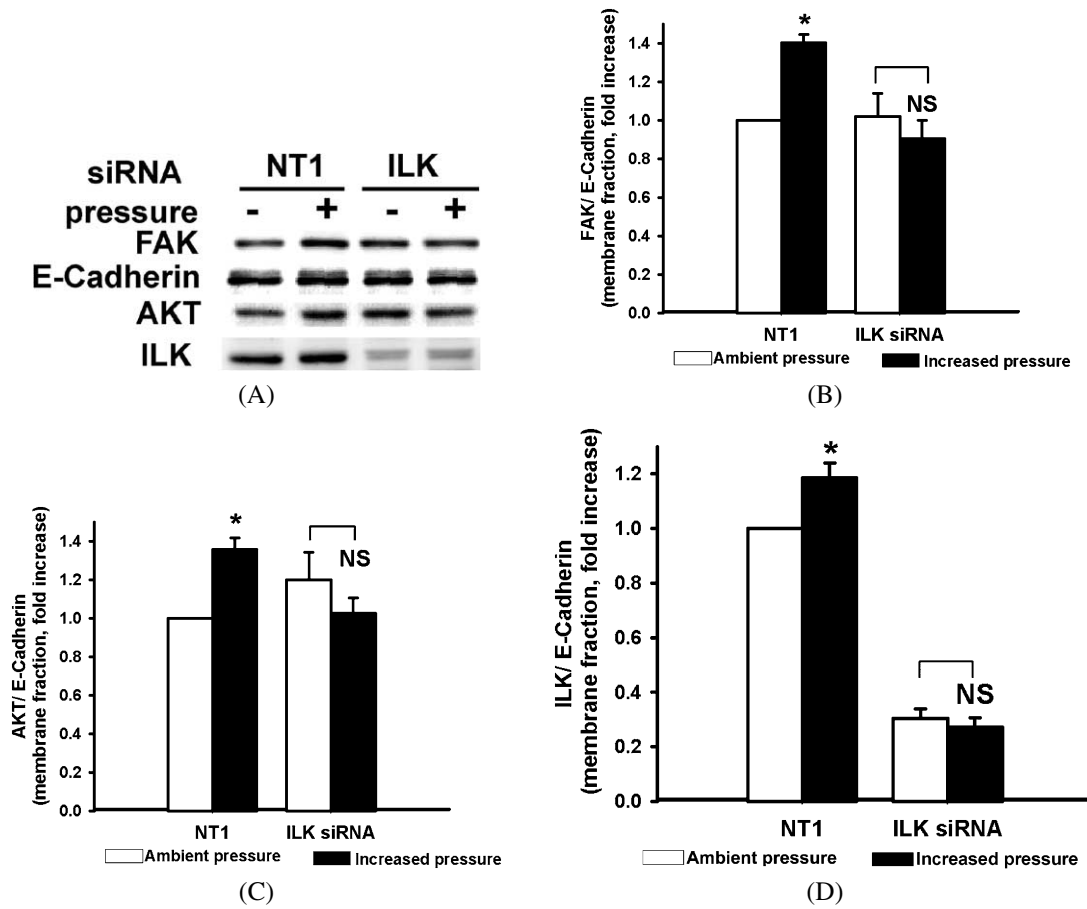 siRNA NT1 ILK
pressure - + - +
FAK
E-Cadherin
AKT
ILK
(A)
FAK/ E-Cadherin
(membrane fraction, fold increase)
1.4
1.2
1.0
0.8
0.6
0.4
0.2
0.0
*
NS
NT1 ILK siRNA
Ambient pressure Increased pressure
(B)
AKT/ E-Cadherin
(membrane fraction, fold increase)
1.4
1.2
1.0
0.8
0.6
0.4
0.2
0.0
*
NS
NT1 ILK siRNA
Ambient pressure Increased pressure
(C)
ILK/ E-Cadherin
(membrane fraction, fold increase)
1.2
1.0
0.8
0.6
0.4
0.2
0.0
*
NS
NT1 ILK siRNA
Ambient pressure Increased pressure
(D)